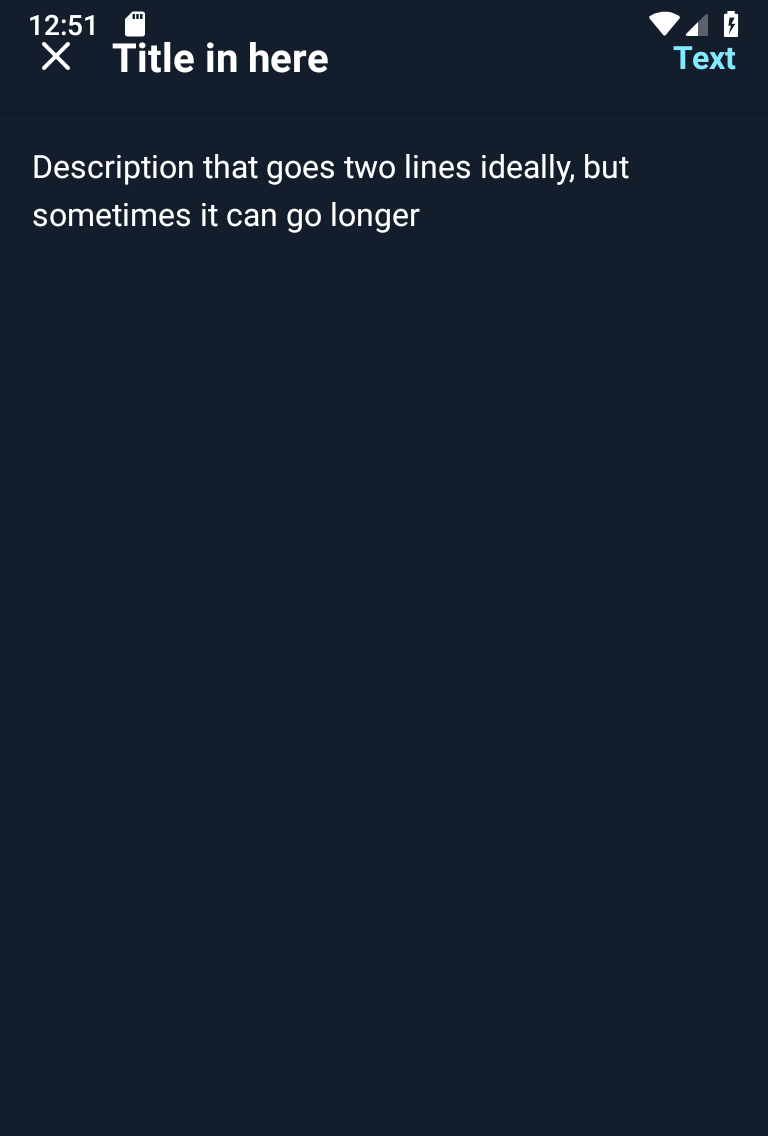 12:51
Title in here
Text
Description that goes two lines ideally, but
sometimes it can go longer